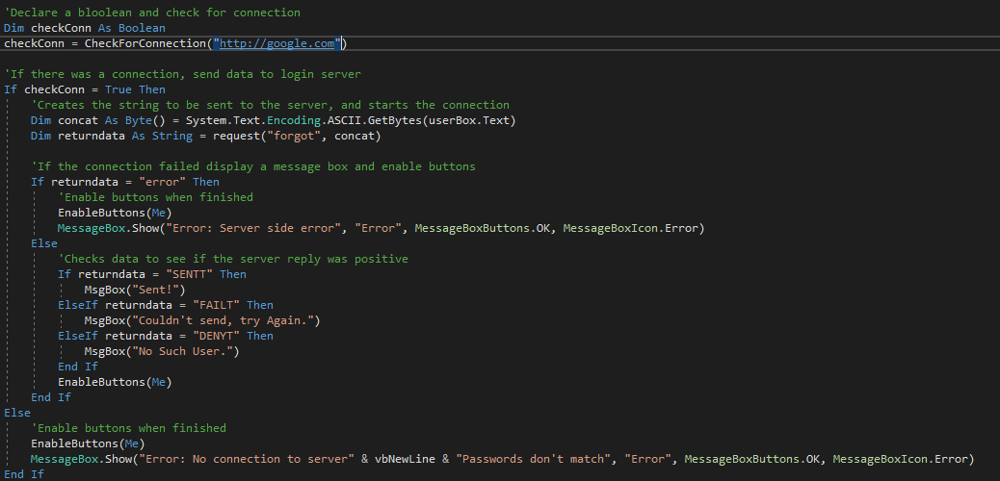 'Declare a bloolean and check for connection
Dim checkConn As Boolean
checkConn = CheckForConnection("http://google.com")
'If there was a connection, send data to login server
If checkConn = True Then
'Creates the string to be sent to the server, and starts the connection
Dim concat As Byte() = System.Text.Encoding.ASCII.GetBytes(userBox.Text)
Dim returndata As String = request("forgot", concat)
'If the connection failed display a message box and enable buttons
If returndata = "error" Then
'Enable buttons when finished
EnableButtons(Me)
MessageBox.Show("Error: Server side error", "Error", MessageBoxButtons.OK, MessageBoxIcon.Error)
Else
'Checks data to see if the server reply was positive
If returndata = "SENTT" Then
MsgBox("Sent!")
ElseIf returndata = "FAILT" Then
MsgBox("Couldn't send, try Again.")
ElseIf returndata = "DENYT" Then
MsgBox("No Such User.")
End If
EnableButtons(Me)
End If
Else
'Enable buttons when finished
EnableButtons(Me)
MessageBox.Show("Error: No connection to server" & vbNewLine & "Passwords don't match", "Error", MessageBoxButtons.OK, MessageBoxIcon.Error)
End If